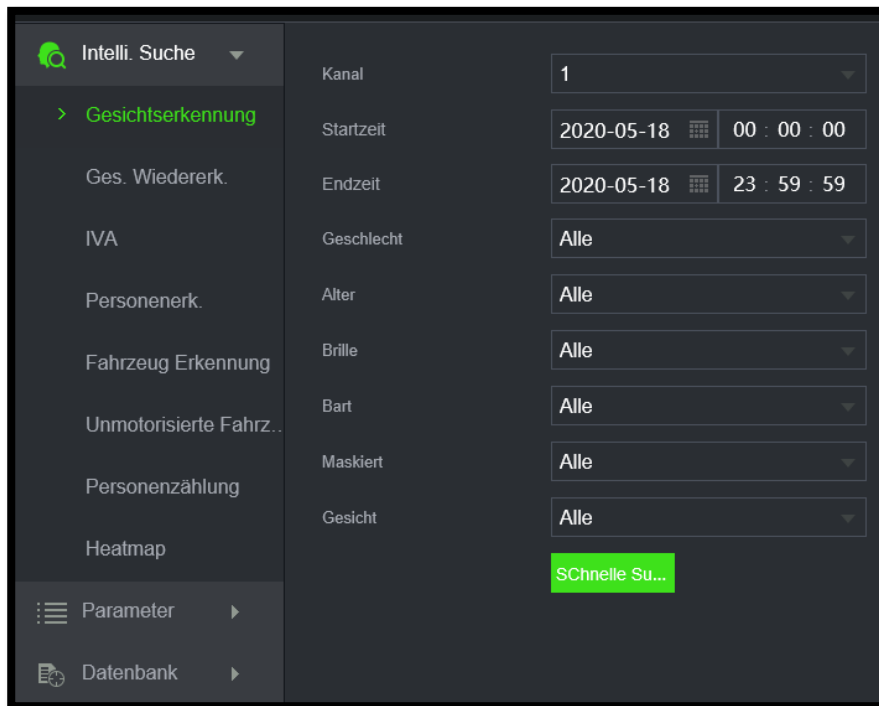 Intelli. Suche
> Gesichtserkennung
Ges. Wiedererk.
IVA
Personenerk.
Fahrzeug Erkennung
Unmotorisierte Fahrz..
Personenzählung
Heatmap
Parameter
Datenbank
Kanal 1
Startzeit 2020-05-18 00 : 00 : 00
Endzeit 2020-05-18 23 : 59 : 59
Geschlecht Alle
Alter Alle
Brille Alle
Bart Alle
Maskiert Alle
Gesicht Alle
SChnelle Su...